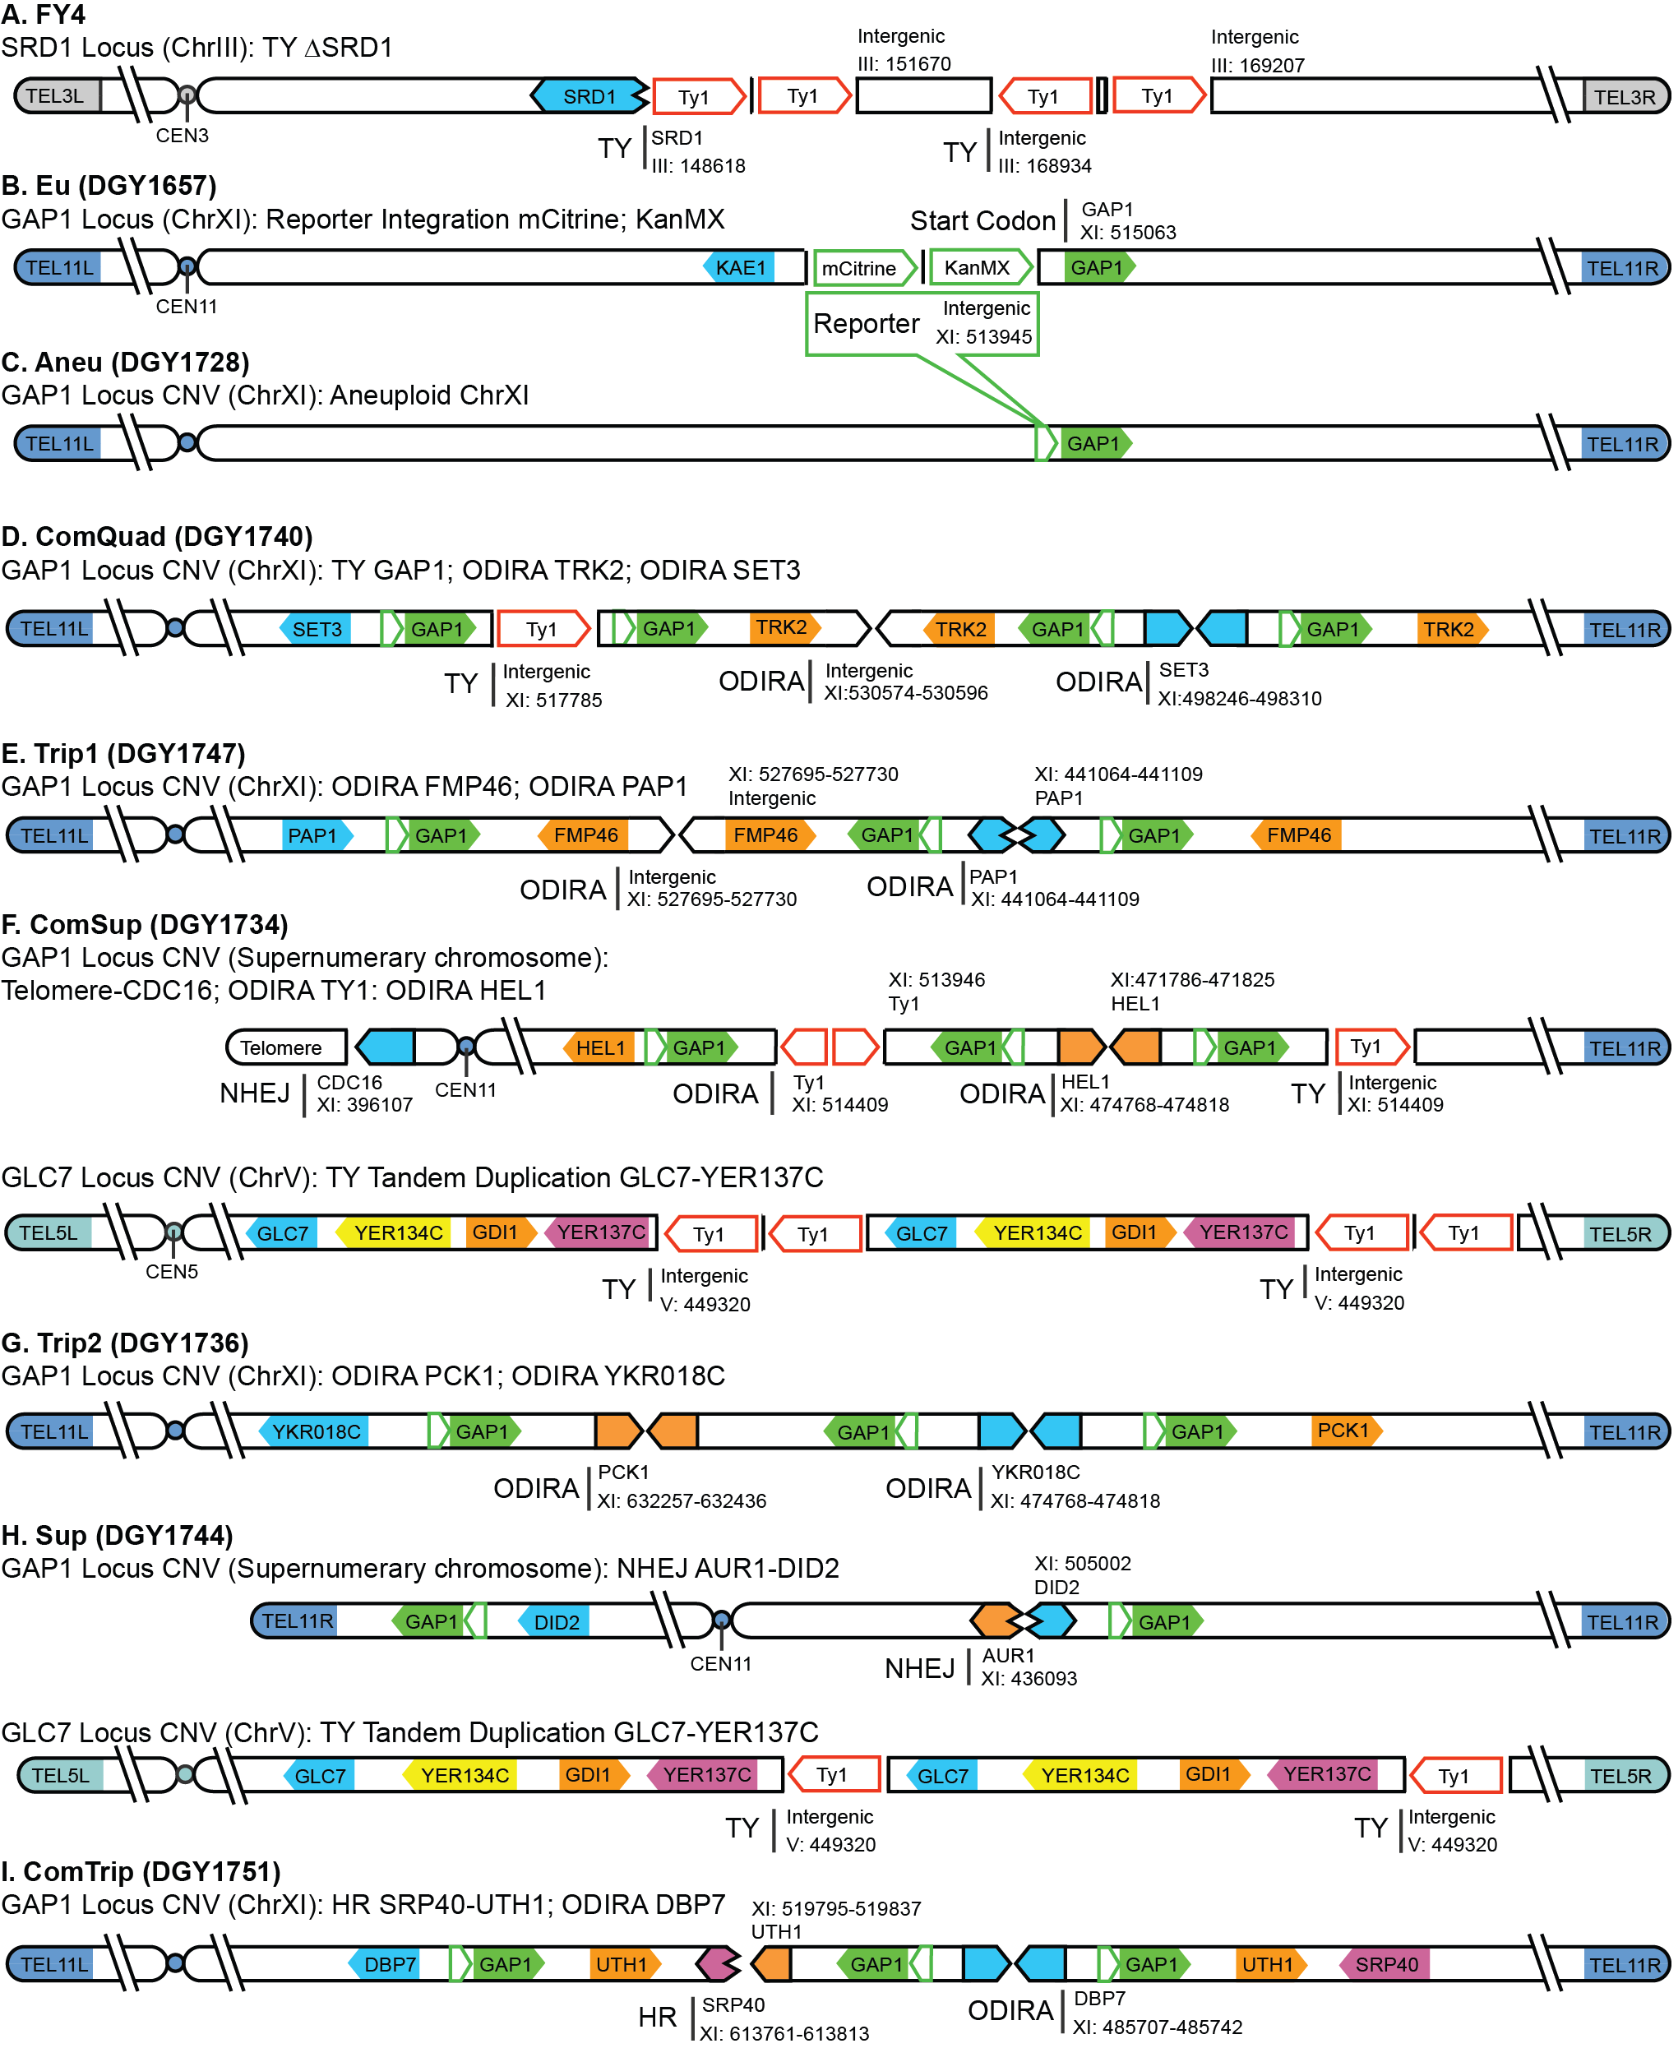 A. FY4
SRD1 Locus (ChrIII): TY ΔSRD1
Intergenic
III: 151670
Intergenic
III: 169207
TEL3L
CEN3
SRD1
Ty1
Ty1
Ty1
Ty1
TEL3R
TY
SRD1
III: 148618
TY
Intergenic
III: 168934
B. Eu (DGY1657)
GAP1 Locus (ChrXI): Reporter Integration mCitrine; KanMX
Start Codon
GAP1
XI: 515063
TEL11L
CEN11
KAE1
mCitrine
KanMX
GAP1
TEL11R
Reporter
Intergenic
XI: 513945
C. Aneu (DGY1728)
GAP1 Locus CNV (ChrXI): Aneuploid ChrXI
TEL11L
GAP1
TEL11R
D. ComQuad (DGY1740)
GAP1 Locus CNV (ChrXI): TY GAP1; ODIRA TRK2; ODIRA SET3
TEL11L
SET3
GAP1
Ty1
GAP1
TRK2
TRK2
GAP1
GAP1
TRK2
TEL11R
TY
Intergenic
XI: 517785
ODIRA
Intergenic
XI:530574-530596
ODIRA
SET3
XI:498246-498310
E. Trip1 (DGY1747)
GAP1 Locus CNV (ChrXI): ODIRA FMP46; ODIRA PAP1
XI: 527695-527730
Intergenic
XI: 441064-441109
PAP1
TEL11L
PAP1
GAP1
FMP46
FMP46
GAP1
GAP1
FMP46
TEL11R
ODIRA
Intergenic
XI: 527695-527730
ODIRA
PAP1
XI: 441064-441109
F. ComSup (DGY1734)
GAP1 Locus CNV (Supernumerary chromosome):
Telomere-CDC16; ODIRA TY1: ODIRA HEL1
XI: 513946
Ty1
XI:471786-471825
HEL1
Telomere
HEL1
GAP1
GAP1
GAP1
Ty1
TEL11R
NHEJ
CDC16
XI: 396107
CEN11
ODIRA
Ty1
XI: 514409
ODIRA
HEL1
XI: 474768-474818
TY
Intergenic
XI: 514409
GLC7 Locus CNV (ChrV): TY Tandem Duplication GLC7-YER137C
TEL5L
CEN5
GLC7
YER134C
GDI1
YER137C
Ty1
Ty1
GLC7
YER134C
GDI1
YER137C
Ty1
Ty1
TEL5R
TY
Intergenic
V: 449320
TY
Intergenic
V: 449320
G. Trip2 (DGY1736)
GAP1 Locus CNV (ChrXI): ODIRA PCK1; ODIRA YKR018C
TEL11L
YKR018C
GAP1
GAP1
GAP1
PCK1
TEL11R
ODIRA
PCK1
XI: 632257-632436
ODIRA
YKR018C
XI: 474768-474818
H. Sup (DGY1744)
GAP1 Locus CNV (Supernumerary chromosome): NHEJ AUR1-DID2
XI: 505002
DID2
TEL11R
GAP1
DID2
CEN11
GAP1
TEL11R
NHEJ
AUR1
XI: 436093
GLC7 Locus CNV (ChrV): TY Tandem Duplication GLC7-YER137C
TEL5L
GLC7
YER134C
GDI1
YER137C
Ty1
GLC7
YER134C
GDI1
YER137C
Ty1
TEL5R
TY
Intergenic
V: 449320
TY
Intergenic
V: 449320
I. ComTrip (DGY1751)
GAP1 Locus CNV (ChrXI): HR SRP40-UTH1; ODIRA DBP7
XI: 519795-519837
UTH1
TEL11L
DBP7
GAP1
UTH1
GAP1
GAP1
UTH1
SRP40
TEL11R
HR
SRP40
XI: 613761-613813
ODIRA
DBP7
XI: 485707-485742